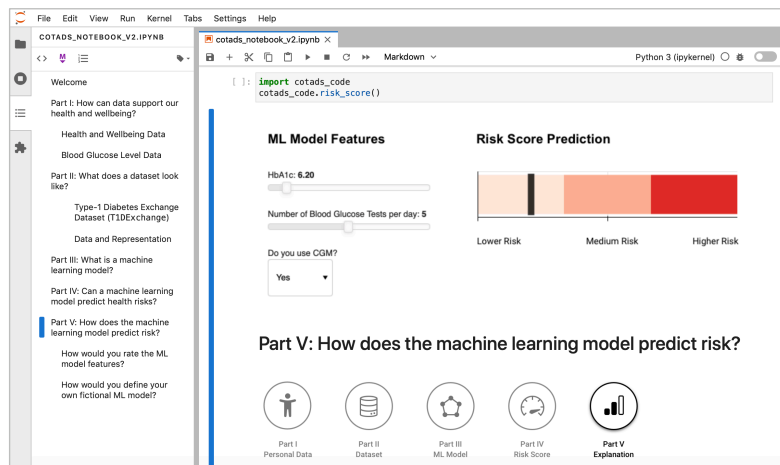 File Edit View Run Kernel Tabs Settings Help
COTADS_NOTEBOOK_V2.IPYNB
Welcome
Part I: How can data support our
health and wellbeing?
Health and Wellbeing Data
Blood Glucose Level Data
Part II: What does a dataset look
like?
Type-1 Diabetes Exchange
Dataset (T1DExchange)
Data and Representation
Part III: What is a machine
learning model?
Part IV: Can a machine learning
model predict health risks?
Part V: How does the machine
learning model predict risk?
How would you rate the ML
model features?
How would you define your
own fictional ML model?
cotads_notebook_v2.ipynb
Markdown
Python 3 (ipykernel)
[ ]: import cotads_code
cotads_code.risk_score()
ML Model Features
HbA1c: 6.20
Number of Blood Glucose Tests per day: 5
Do you use CGM?
Yes
Risk Score Prediction
Lower Risk Medium Risk Higher Risk
Part V: How does the machine learning model predict risk?
Part I
Personal Data
Part II
Dataset
Part III
ML Model
Part IV
Risk Score
Part V
Explanation